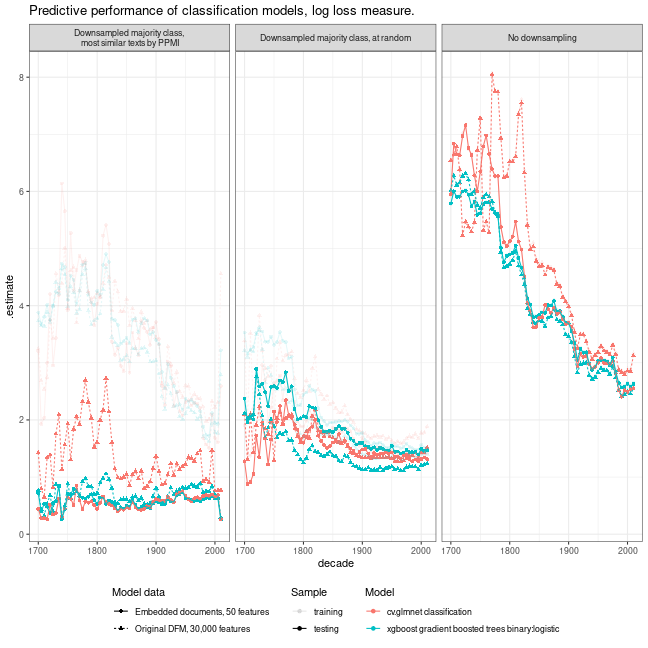 Predictive performance of classification models, log loss measure.
Downsampled majority class,
most similar texts by PPMI
Downsampled majority class, at random
No downsampling
8
6
4
2
0
.estimate
1700 1800 1900 2000 1700 1800 1900 2000 1700 1800 1900 2000
decade
Model data Sample Model
Embedded documents, 50 features training cv.glmnet classification
Original DFM, 30,000 features testing xgboost gradient boosted trees binary:logistic